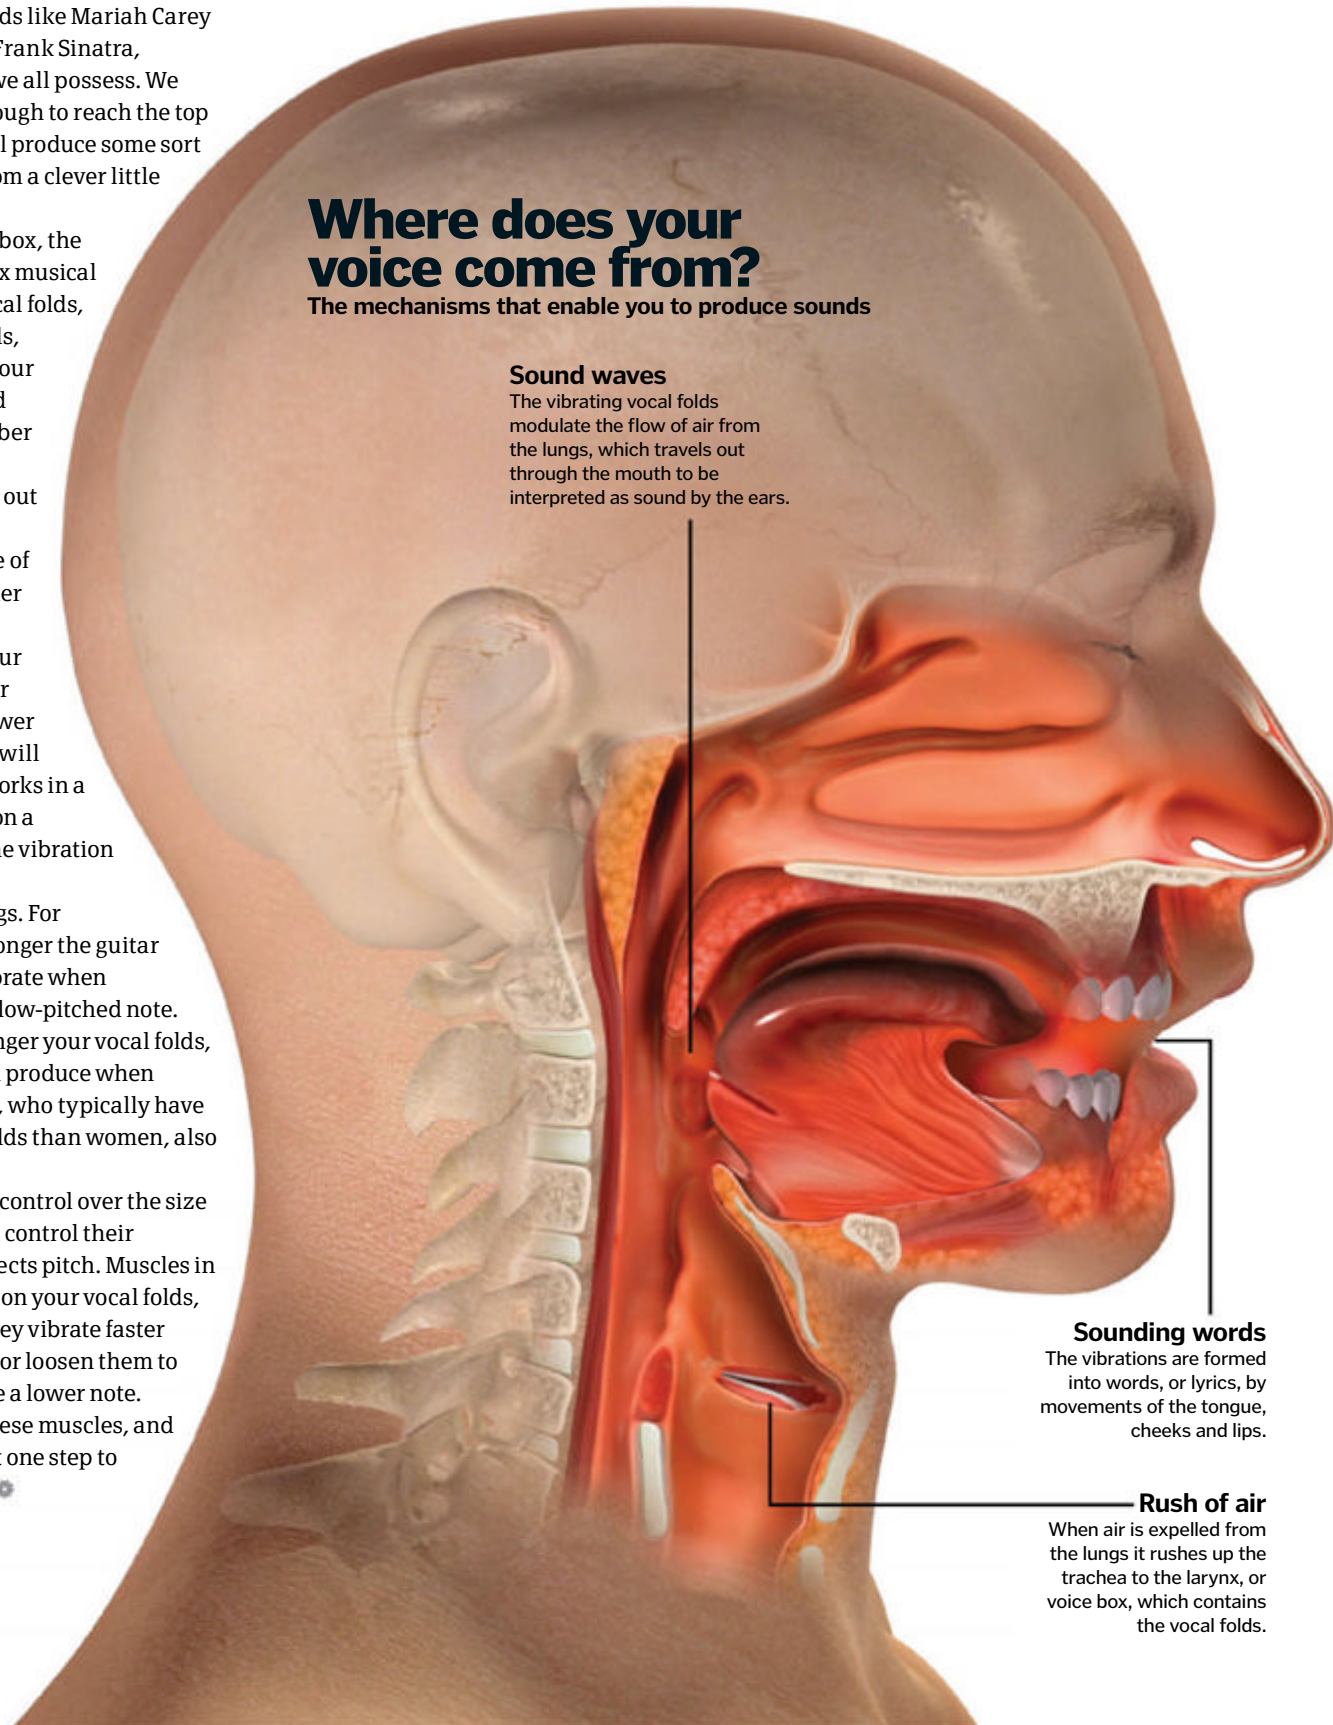 ds like Mariah Carey
Frank Sinatra,
we all possess. We
ough to reach the top
l produce some sort
om a clever little
box, the
x musical
cal folds,
ds,
our
d
ber
out
e of
er
ur
r
wer
will
orks in a
on a
he vibration
gs. For
onger the guitar
brate when
low-pitched note.
nger your vocal folds,
produce when
, who typically have
lds than women, also
control over the size
control their
ects pitch. Muscles in
on your vocal folds,
ey vibrate faster
or loosen them to
e a lower note.
ese muscles, and
t one step to
Where does your
voice come from?
The mechanisms that enable you to produce sounds
Sound waves
The vibrating vocal folds
modulate the flow of air from
the lungs, which travels out
through the mouth to be
interpreted as sound by the ears.
Sounding words
The vibrations are formed
into words, or lyrics, by
movements of the tongue,
cheeks and lips.
Rush of air
When air is expelled from
the lungs it rushes up the
trachea to the larynx, or
voice box, which contains
the vocal folds.